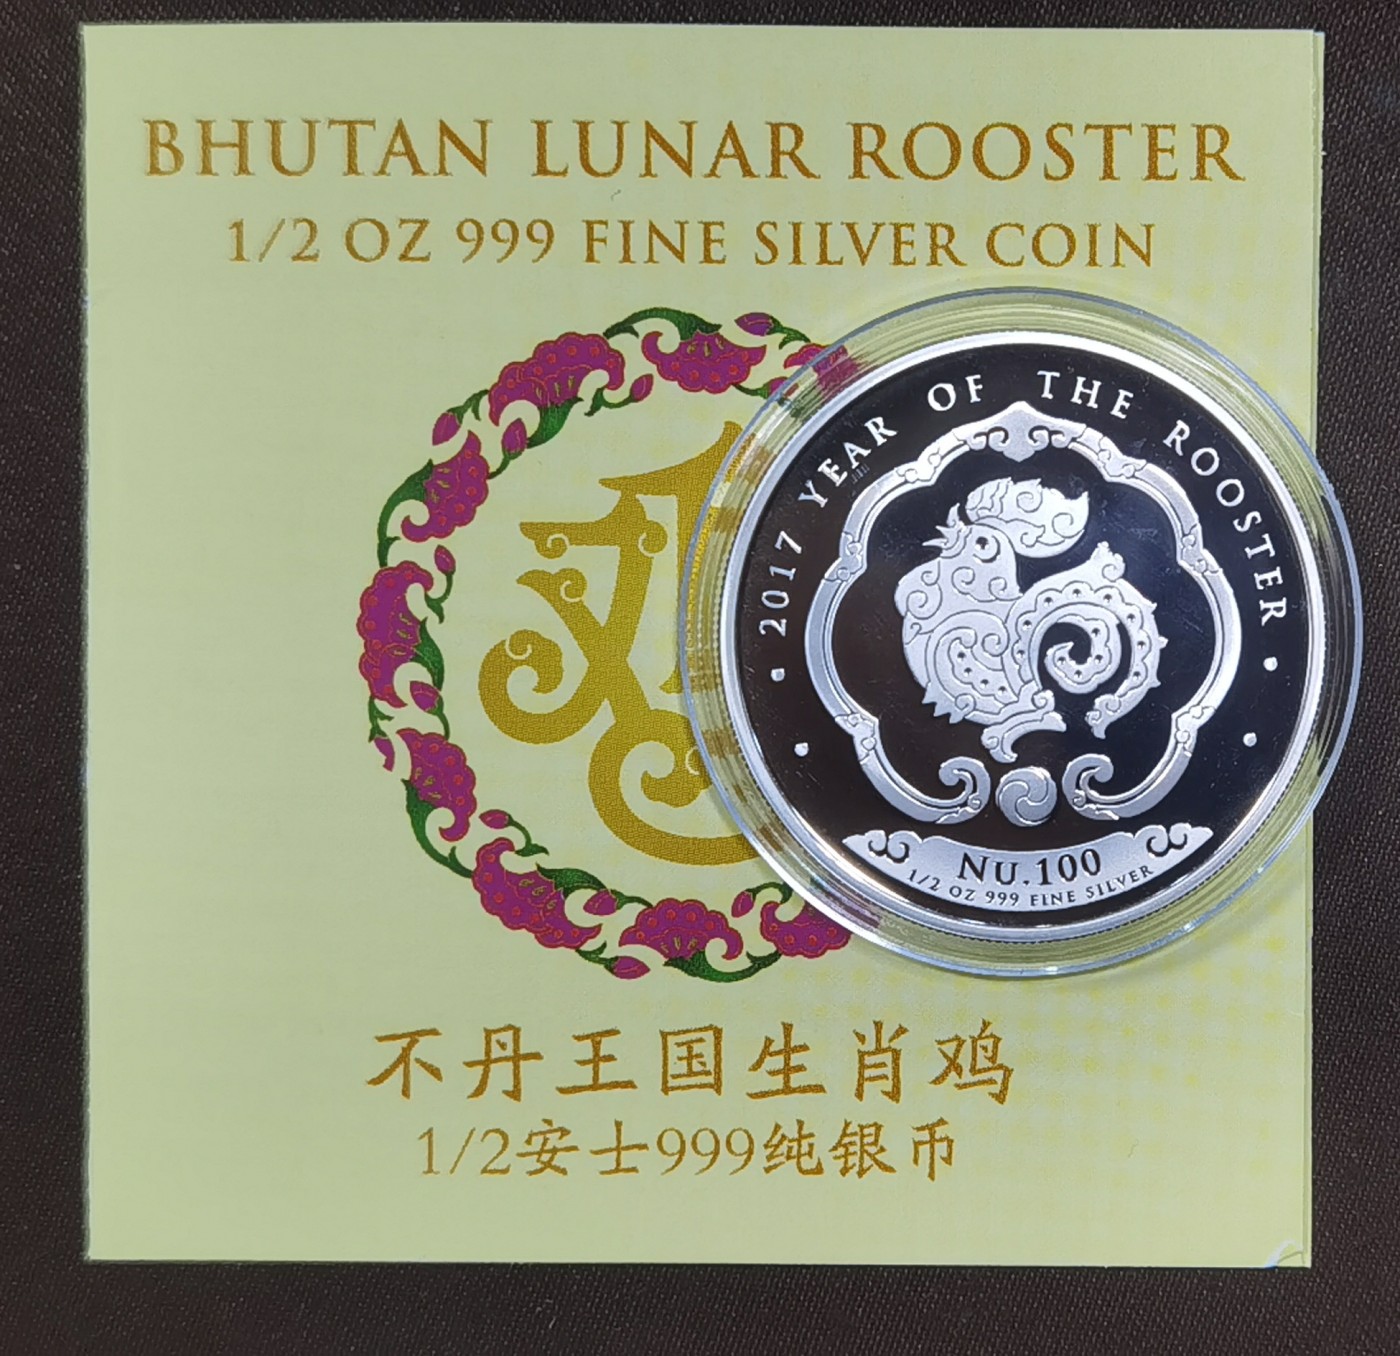 BHUTAN LUNAR ROOSTER
1/2 OZ 999 FINE SILVER COIN
2017 YEAR OF THE ROOSTER
NU.100
1/2 OZ 999 FINE SILVER
不丹王国生肖鸡
1/2安士999纯银币